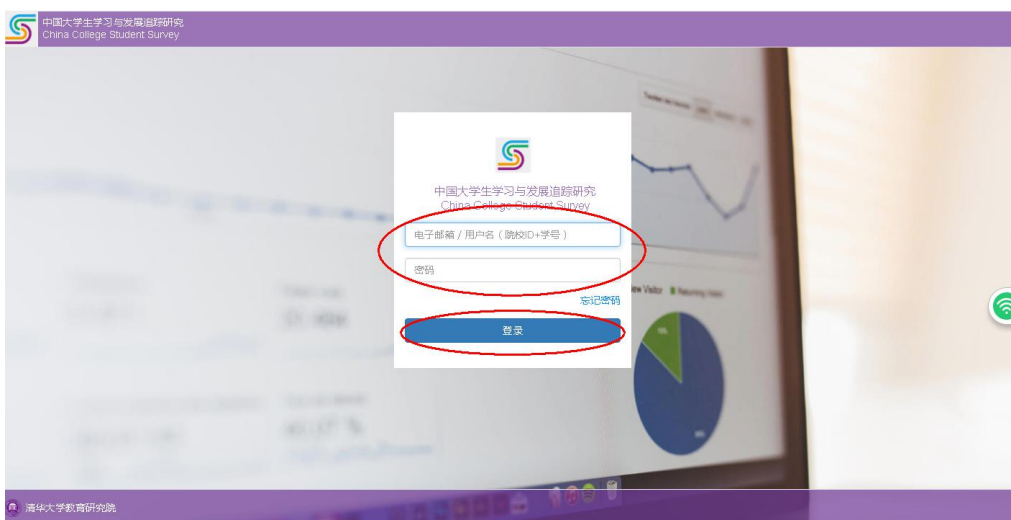 中国大学生学习与发展追踪研究
China College Student Survey
中国大学生学习与发展追踪研究
China College Student Survey
电子邮箱 / 用户名（院校ID+学号）
密码
忘记密码
登录
清华大学教育研究院